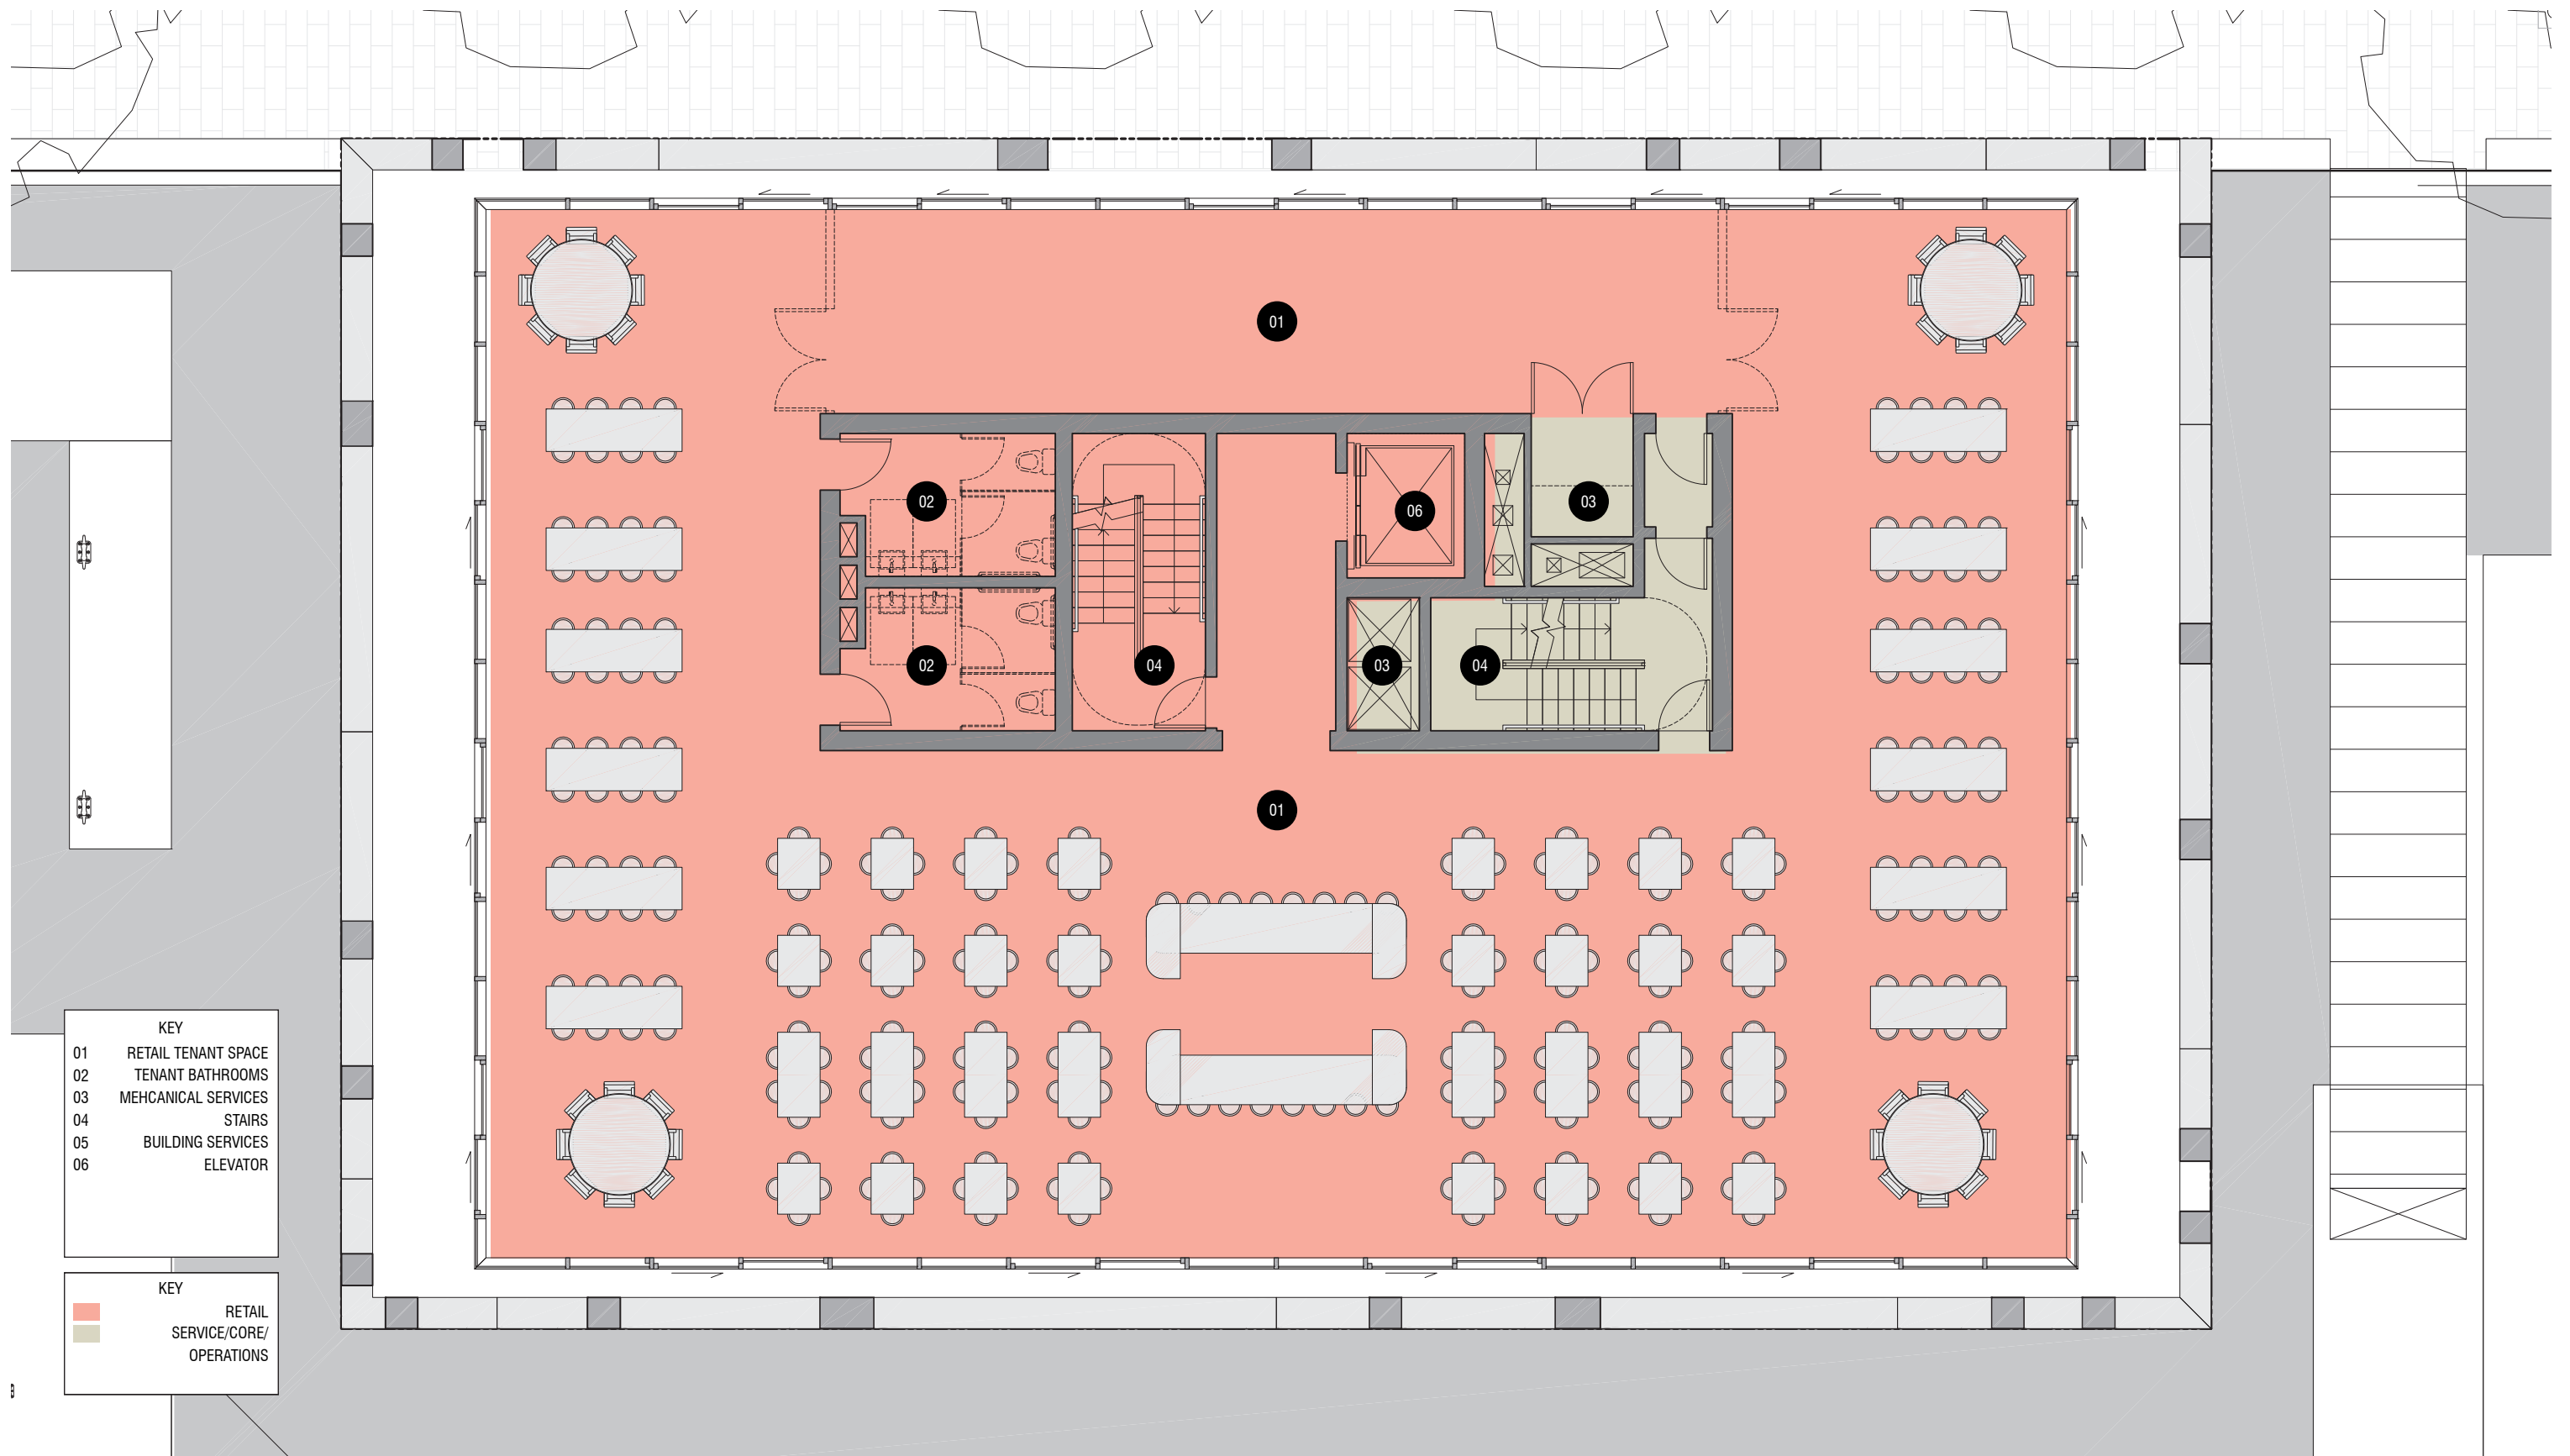 01
02
06
03
02
04
03
04
01
KEY
01 RETAIL TENANT SPACE
02 TENANT BATHROOMS
03 MEHCANICAL SERVICES
04 STAIRS
05 BUILDING SERVICES
06 ELEVATOR
KEY
RETAIL
SERVICE/CORE/
OPERATIONS